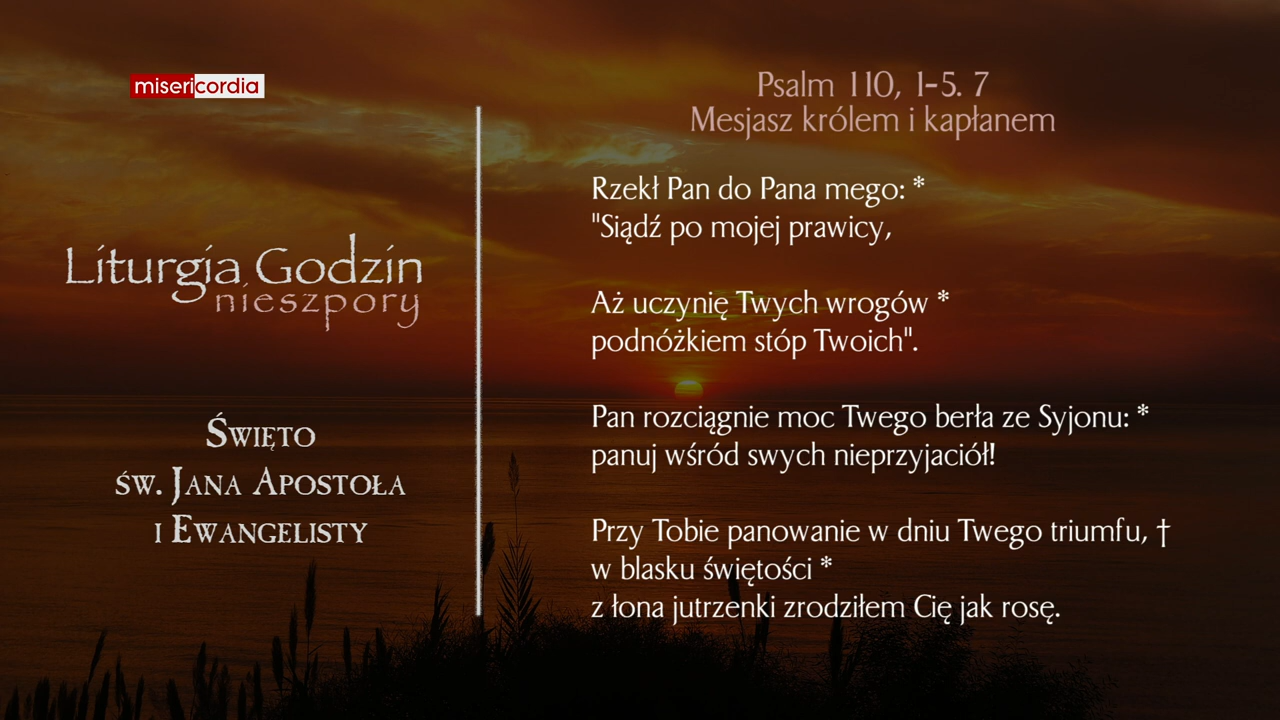 misericordia
Liturgia Godzin
nieszpory
Święto
św. Jana Apostoła
i Ewangelisty
Psalm 110, 1-5. 7
Mesjasz królem i kapłanem
Rzekł Pan do Pana mego: *
"Siądź po mojej prawicy,
Aż uczynię Twych wrogów *
podnóżkiem stóp Twoich".
Pan rozciągnie moc Twego berła ze Syjonu: *
panuj wśród swych nieprzyjaciół!
Przy Tobie panowanie w dniu Twego triumfu, †
w blasku świętości *
z łona jutrzenki zrodziłem Cię jak rosę.